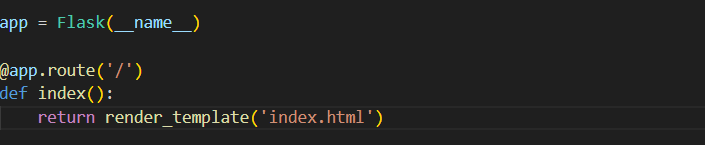 app = Flask(__name__)
@app.route('/')
def index():
    return render_template('index.html')